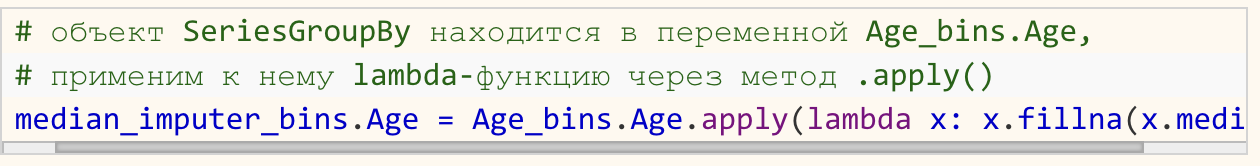 # объект SeriesGroupBy находится в переменной Age_bins.Age,
# применим к нему lambda-функцию через метод .apply()
median_imputer_bins.Age = Age_bins.Age.apply(lambda x: x.fillna(x.medi